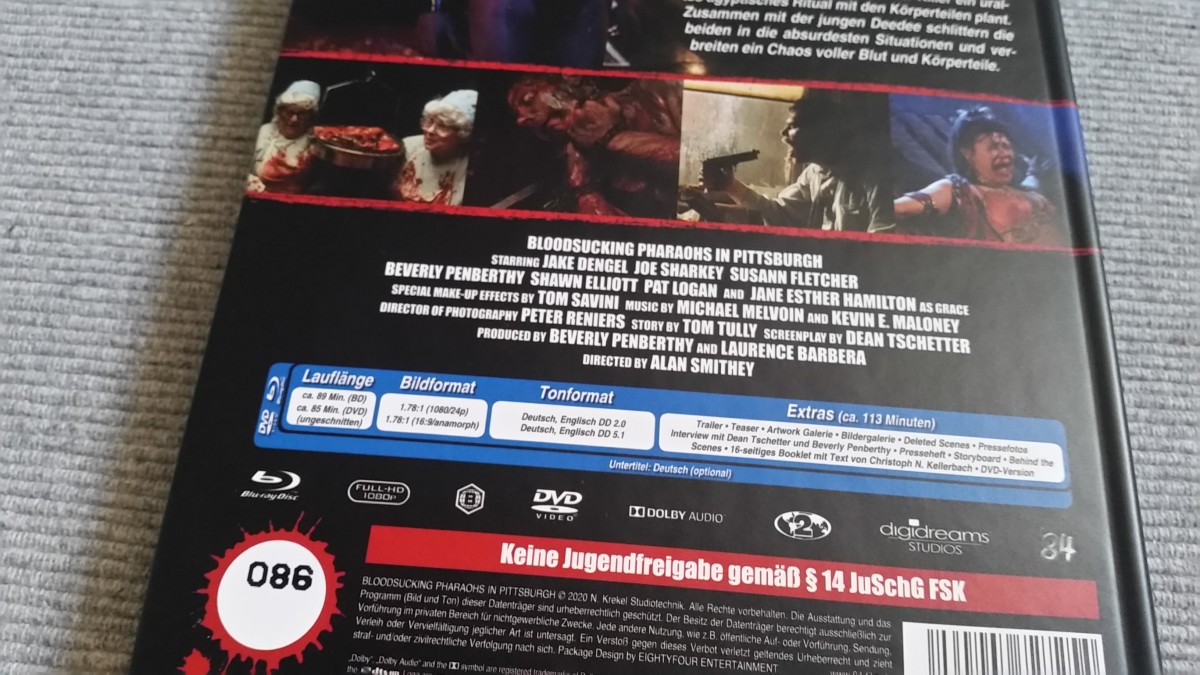 ägyptisches Ritual mit den Körperteilen plant.
Zusammen mit der jungen Deedee schlittern die
beiden in die absurdesten Situationen und ver-
breiten ein Chaos voller Blut und Körperteile.
BLOODSUCKING PHARAOHS IN PITTSBURGH
STARRING JAKE DENGEL JOE SHARKEY SUSANN FLETCHER
BEVERLY PENBERTHY SHAWN ELLIOTT PAT LOGAN AND JANE ESTHER HAMILTON AS GRACE
SPECIAL MAKE-UP EFFECTS BY TOM SAVINI MUSIC BY MICHAEL MELVOIN AND KEVIN E. MALONEY
DIRECTOR OF PHOTOGRAPHY PETER RENIERS STORY BY TOM TULLY SCREENPLAY BY DEAN TSCHETTER
PRODUCED BY BEVERLY PENBERTHY AND LAURENCE BARBERA
DIRECTED BY ALAN SMITHEY
Lauflänge
ca. 89 Min. (BD)
ca. 85 Min. (DVD)
(ungeschnitten)
Bildformat
1.78:1 (1080/24p)
1.78:1 (16:9/anamorph)
Tonformat
Deutsch, Englisch DD 2.0
Deutsch, Englisch DD 5.1
Extras (ca. 113 Minuten)
Trailer • Teaser • Artwork Galerie • Bildergalerie • Deleted Scenes • Pressefotos
Interview mit Dean Tschetter und Beverly Penberthy • Presseheft • Storyboard • Behind the
Scenes • 16-seitiges Booklet mit Text von Christoph N. Kellerbach • DVD-Version
DVD
Untertitel: Deutsch (optional)
Blu-ray Disc
FULL-HD
1080P
B
DVD
VIDEO
DOLBY AUDIO
2
digidreams
STUDIOS
84
086
Keine Jugendfreigabe gemäß § 14 JuSchG FSK
BLOODSUCKING PHARAOHS IN PITTSBURGH © 2020 N. Krekel Studiotechnik. Alle Rechte vorbehalten. Die Ausstattung und das
Programm (Bild und Ton) dieser Datenträger sind urheberrechtlich geschützt. Der Besitz der Datenträger berechtigt ausschließlich zur
Vorführung im privaten Bereich für nichtgewerbliche Zwecke. Jede andere Nutzung, wie z.B. öffentliche Auf- oder Vorführung, Sendung,
Verleih oder Vervielfältigung jeglicher Art ist untersagt. Ein Verstoß gegen dieses Verbot verletzt geltendes Urheberrecht und zieht
straf- und/oder zivilrechtliche Verfolgung nach sich. Package Design by EIGHTYFOUR ENTERTAINMENT
„Dolby", „Dolby Audio" and the symbol are registered trademarks of
the dts